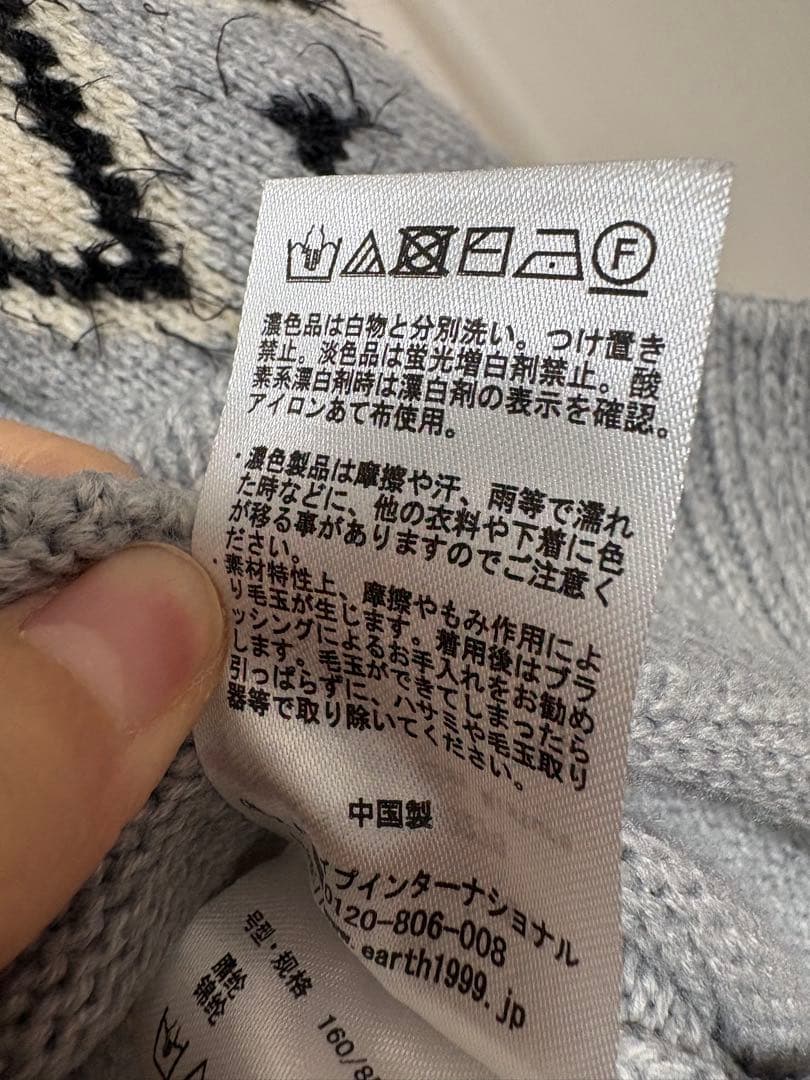 F
濃色品は白物と分別洗い。つけ置き
禁止。淡色品は蛍光増白剤禁止。酸
素系漂白剤時は漂白剤の表示を確認。
アイロンあて布使用。
・濃色製品は摩擦や汗、雨等で濡れ
た時などに、他の衣料や下着に色
が移る事がありますのでご注意く
ださい。
・素材特性上、摩擦やもみ作用によ
り毛玉が生じます。着用後はブラ
ッシングによるお手入れをお勧め
します。毛玉ができてしまったら
引っぱらずに、ハサミや毛玉取り
器等で取り除いてください。
中国製
プインターナショナル
0120-806-008
earth1999.jp
号型·规格
160/8